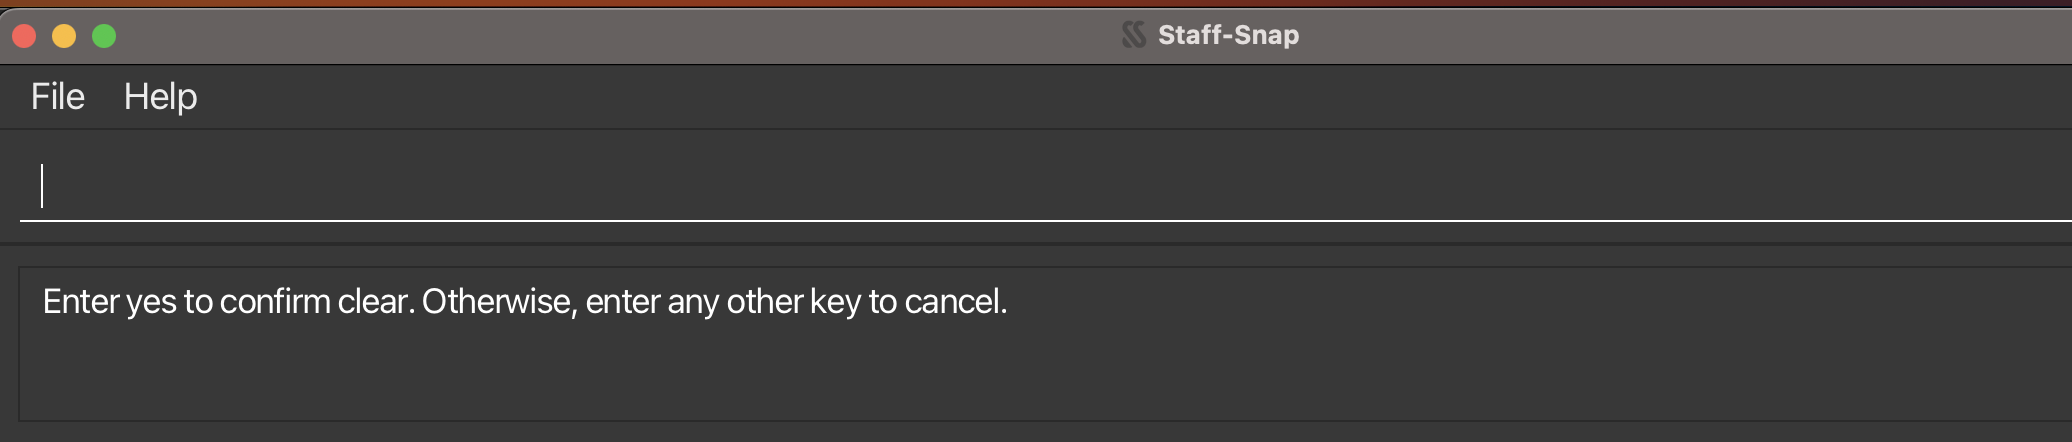 Staff-Snap
File Help
Enter yes to confirm clear. Otherwise, enter any other key to cancel.